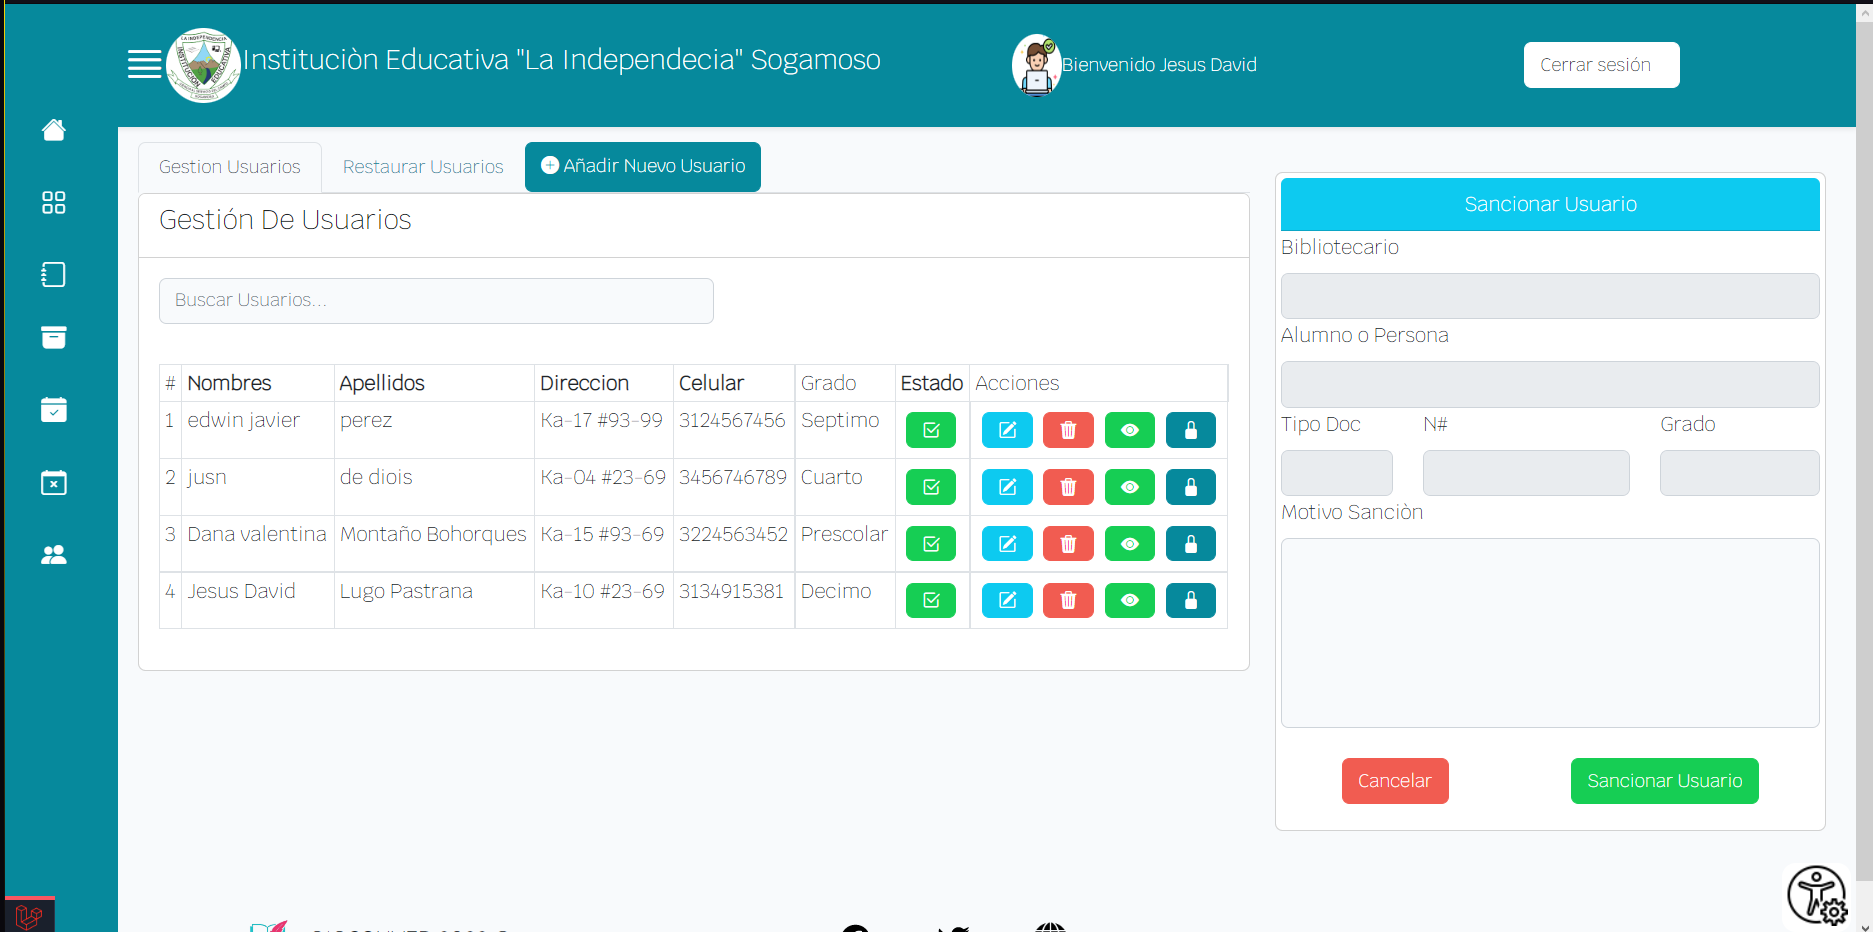 Instituciòn Educativa "La Independecia" Sogamoso
Bienvenido Jesus David
Cerrar sesión
Gestion Usuarios
Restaurar Usuarios
Añadir Nuevo Usuario
Gestión De Usuarios
Buscar Usuarios...
# Nombres Apellidos Direccion Celular Grado Estado Acciones
1 edwin javier perez Ka-17 #93-99 3124567456 Septimo
2 jusn de diois Ka-04 #23-69 3456746789 Cuarto
3 Dana valentina Montaño Bohorques Ka-15 #93-69 3224563452 Prescolar
4 Jesus David Lugo Pastrana Ka-10 #23-69 3134915381 Decimo
Sancionar Usuario
Bibliotecario
Alumno o Persona
Tipo Doc N# Grado
Motivo Sanciòn
Cancelar
Sancionar Usuario